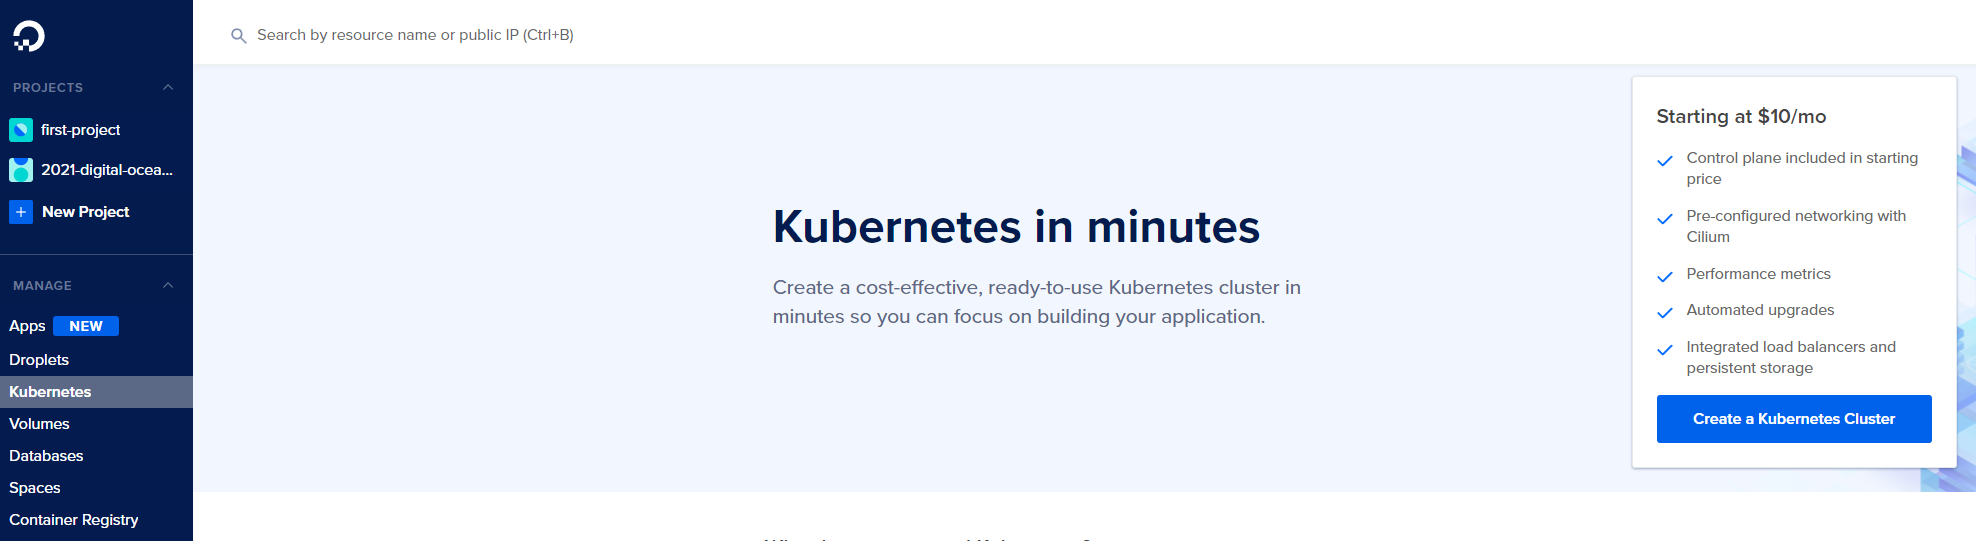 Search by resource name or public IP (Ctrl+B)
PROJECTS
first-project
2021-digital-ocea...
New Project
MANAGE
Apps NEW
Droplets
Kubernetes
Volumes
Databases
Spaces
Container Registry
Kubernetes in minutes
Create a cost-effective, ready-to-use Kubernetes cluster in
minutes so you can focus on building your application.
Starting at $10/mo
Control plane included in starting
price
Pre-configured networking with
Cilium
Performance metrics
Automated upgrades
Integrated load balancers and
persistent storage
Create a Kubernetes Cluster